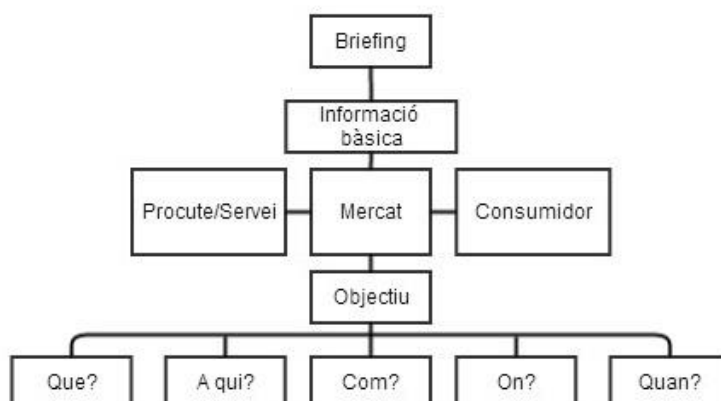 Briefing
Informació
bàsica
Procute/Servei
Mercat
Consumidor
Objectiu
Que?
A qui?
Com?
On?
Quan?